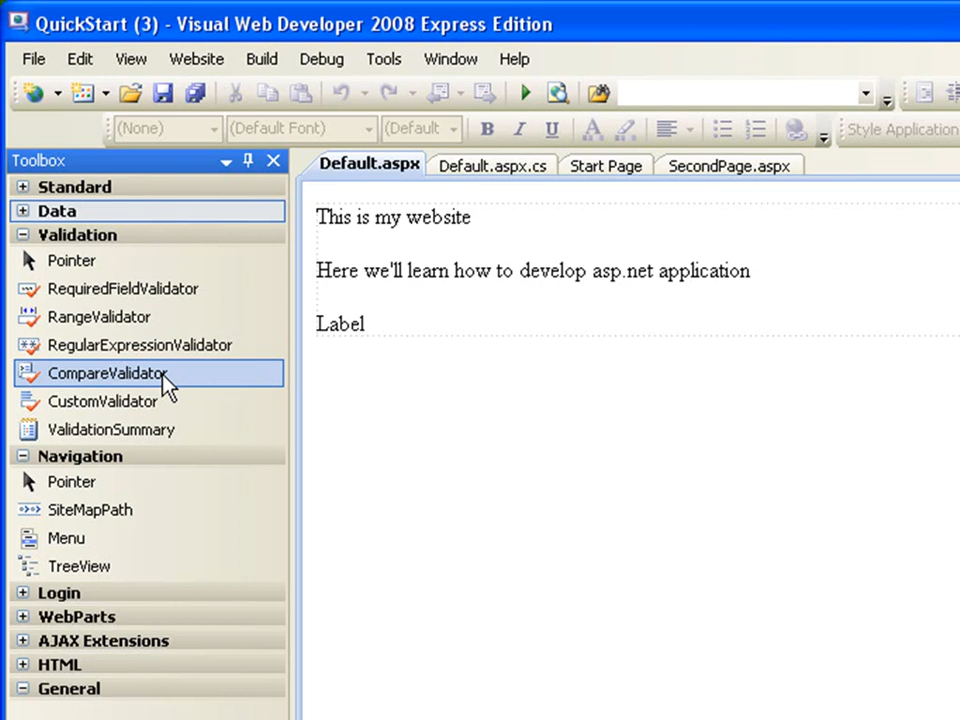 QuickStart (3) - Visual Web Developer 2008 Express Edition
File Edit View Website Build Debug Tools Window Help
(None) (Default Font) (Default B I U A Style Application
Toolbox
Default.aspx Default.aspx.cs Start Page SecondPage.aspx
Standard
Data
Validation
Pointer
RequiredFieldValidator
RangeValidator
RegularExpressionValidator
CompareValidator
CustomValidator
ValidationSummary
Navigation
Pointer
SiteMapPath
Menu
TreeView
Login
WebParts
AJAX Extensions
HTML
General
This is my website
Here we'll learn how to develop asp.net application
Label